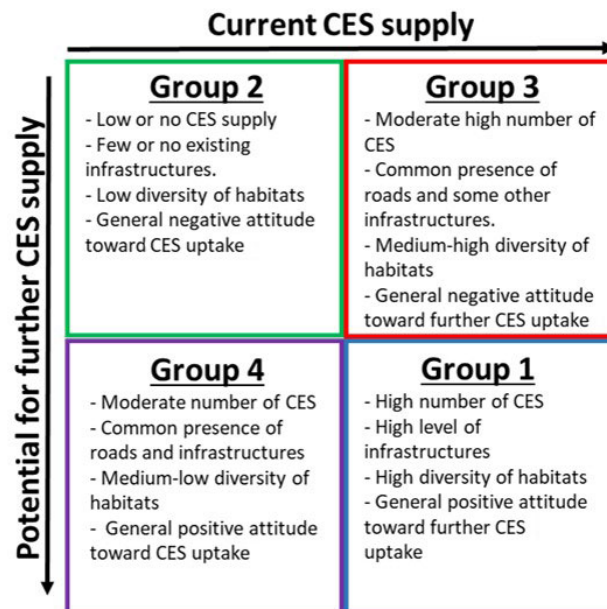 Current CES supply
Potential for further CES supply
Group 2
- Low or no CES supply
- Few or no existing
infrastructures.
- Low diversity of habitats
- General negative attitude
toward CES uptake
Group 3
- Moderate high number of
CES
- Common presence of
roads and some other
infrastructures.
- Medium-high diversity of
habitats
- General negative attitude
toward further CES uptake
Group 4
- Moderate number of CES
- Common presence of
roads and infrastructures
- Medium-low diversity of
habitats
- General positive attitude
toward CES uptake
Group 1
- High number of CES
- High level of
infrastructures
- High diversity of habitats
- General positive attitude
toward further CES
uptake